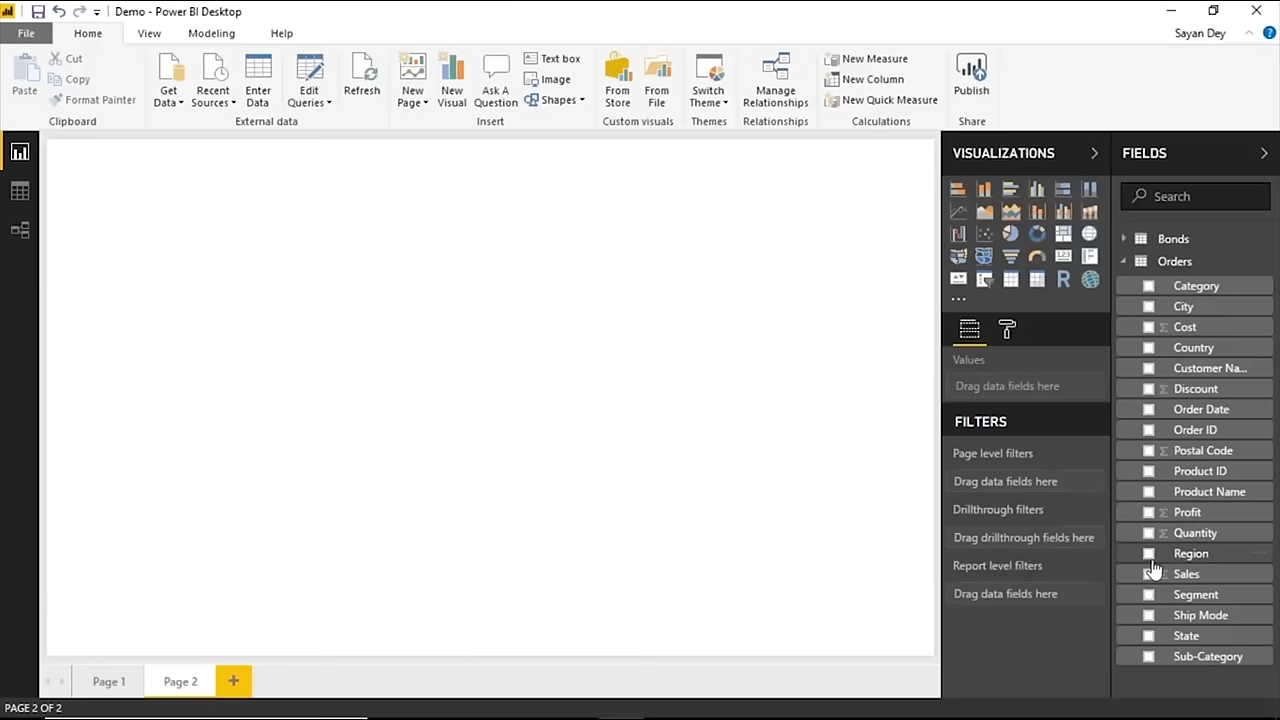 Demo - Power BI Desktop
File Home View Modeling Help
Sayan Dey
Paste
Cut
Copy
Format Painter
Clipboard
Get Data
Recent Sources
Enter Data
Edit Queries
Refresh
External data
New Page
New Visual
Ask A Question
Text box
Image
Shapes
Insert
From Store
From File
Custom visuals
Switch Theme
Themes
Manage Relationships
Relationships
New Measure
New Column
New Quick Measure
Calculations
Publish
Share
VISUALIZATIONS
Values
Drag data fields here
FILTERS
Page level filters
Drag data fields here
Drillthrough filters
Drag drillthrough fields here
Report level filters
Drag data fields here
FIELDS
Search
Bonds
Orders
Category
City
Cost
Country
Customer Na...
Discount
Order Date
Order ID
Postal Code
Product ID
Product Name
Profit
Quantity
Region
Sales
Segment
Ship Mode
State
Sub-Category
Page 1 Page 2 +
PAGE 2 OF 2